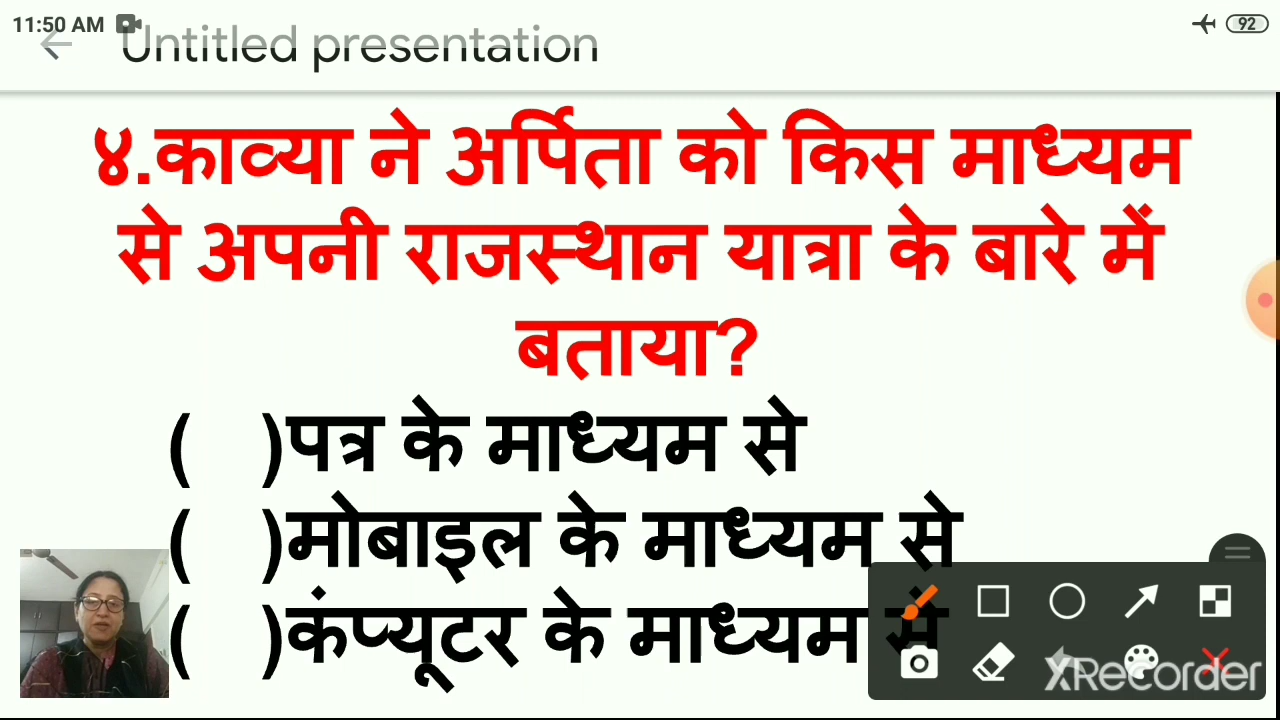 11:50 AM
92
Untitled presentation
४.काव्या ने अर्पिता को किस माध्यम
से अपनी राजस्थान यात्रा के बारे में
बताया?
( )पत्र के माध्यम से
( )मोबाइल के माध्यम से
( )कंप्यूटर के माध्यम से
XRecorder